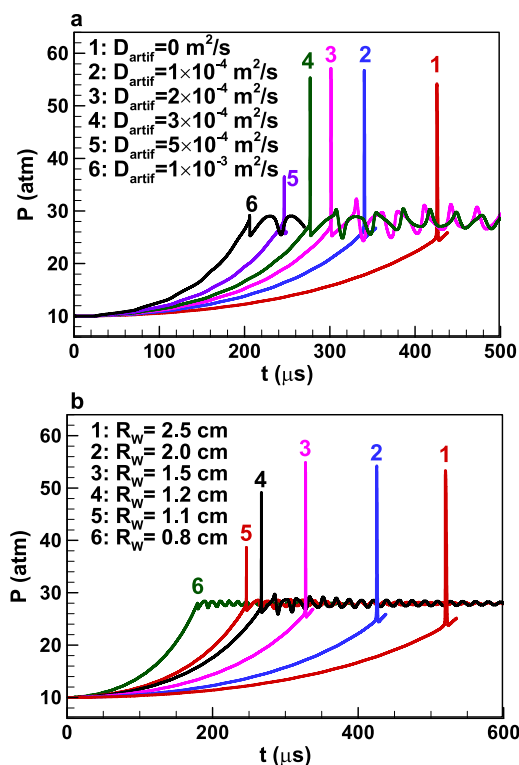 a
1: D_artif=0 m²/s
2: D_artif=1×10⁻⁴ m²/s
3: D_artif=2×10⁻⁴ m²/s
4: D_artif=3×10⁻⁴ m²/s
5: D_artif=5×10⁻⁴ m²/s
6: D_artif=1×10⁻³ m²/s
4 3 2 1
5
6
P (atm)
60
50
40
30
20
10
0 100 200 300 400 500
t (μs)
b
1: R_W= 2.5 cm
2: R_W= 2.0 cm
3: R_W= 1.5 cm
4: R_W= 1.2 cm
5: R_W= 1.1 cm
6: R_W= 0.8 cm
3 2 1
4
5
6
P (atm)
60
50
40
30
20
10
0 200 400 600
t (μs)